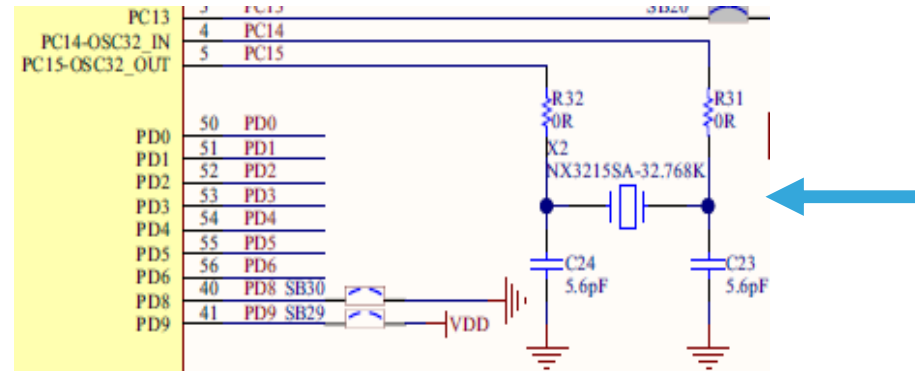 PC13 3 PC13 SB26
PC14-OSC32_IN 4 PC14
PC15-OSC32_OUT 5 PC15
R32 R31
0R 0R
X2
NX3215SA-32.768K
PD0 50 PD0
PD1 51 PD1
PD2 52 PD2
PD3 53 PD3
PD4 54 PD4
PD5 55 PD5
PD6 56 PD6
PD8 40 PD8 SB30
PD9 41 PD9 SB29 VDD
C24 C23
5.6pF 5.6pF